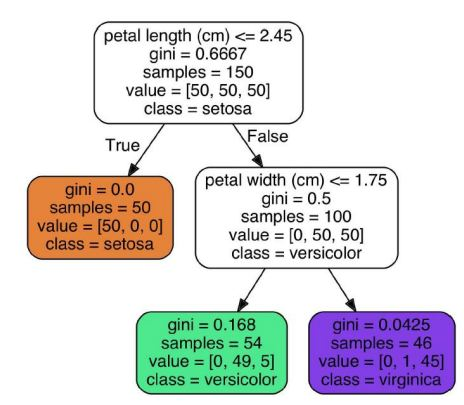 petal length (cm) <= 2.45
gini = 0.6667
samples = 150
value = [50, 50, 50]
class = setosa
True
False
gini = 0.0
samples = 50
value = [50, 0, 0]
class = setosa
petal width (cm) <= 1.75
gini = 0.5
samples = 100
value = [0, 50, 50]
class = versicolor
gini = 0.168
samples = 54
value = [0, 49, 5]
class = versicolor
gini = 0.0425
samples = 46
value = [0, 1, 45]
class = virginica